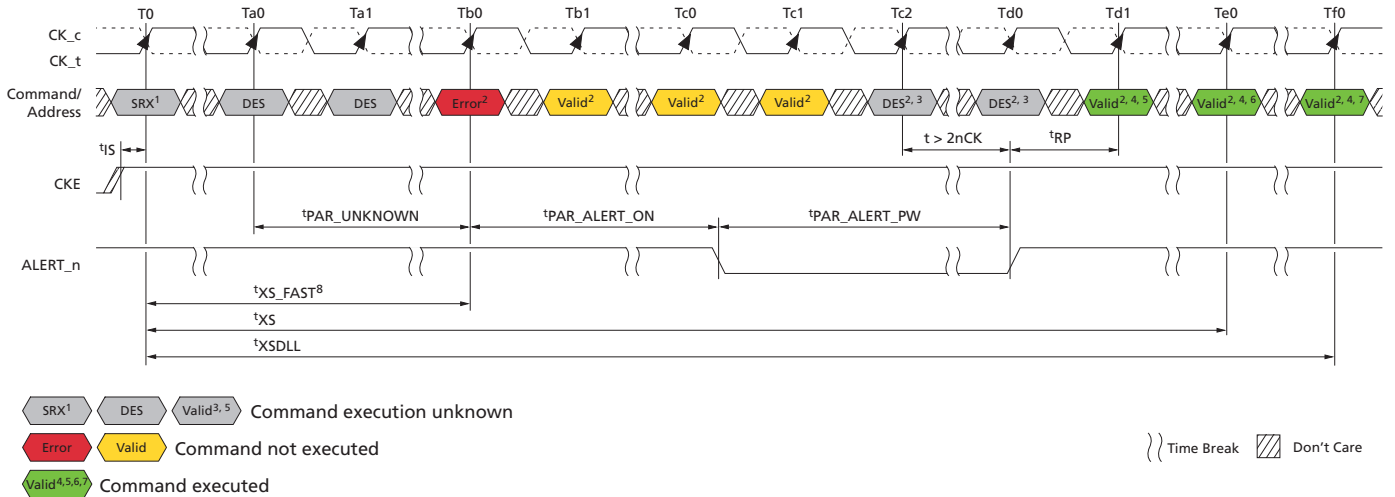 T0 Ta0 Ta1 Tb0 Tb1 Tc0 Tc1 Tc2 Td0 Td1 Te0 Tf0
CK_c
CK_t
Command/
Address
SRX¹ DES DES Error² Valid² Valid² Valid² DES²,³ DES²,³ Valid²,⁴,⁵ Valid²,⁴,⁶ Valid²,⁴,⁷
t > 2nCK ᵗRP
ᵗIS
CKE
ᵗPAR_UNKNOWN ᵗPAR_ALERT_ON ᵗPAR_ALERT_PW
ALERT_n
ᵗXS_FAST⁸
ᵗXS
ᵗXSDLL
SRX¹ DES Valid³,⁵ Command execution unknown
Error Valid Command not executed
Valid⁴,⁵,⁶,⁷ Command executed
Time Break Don't Care